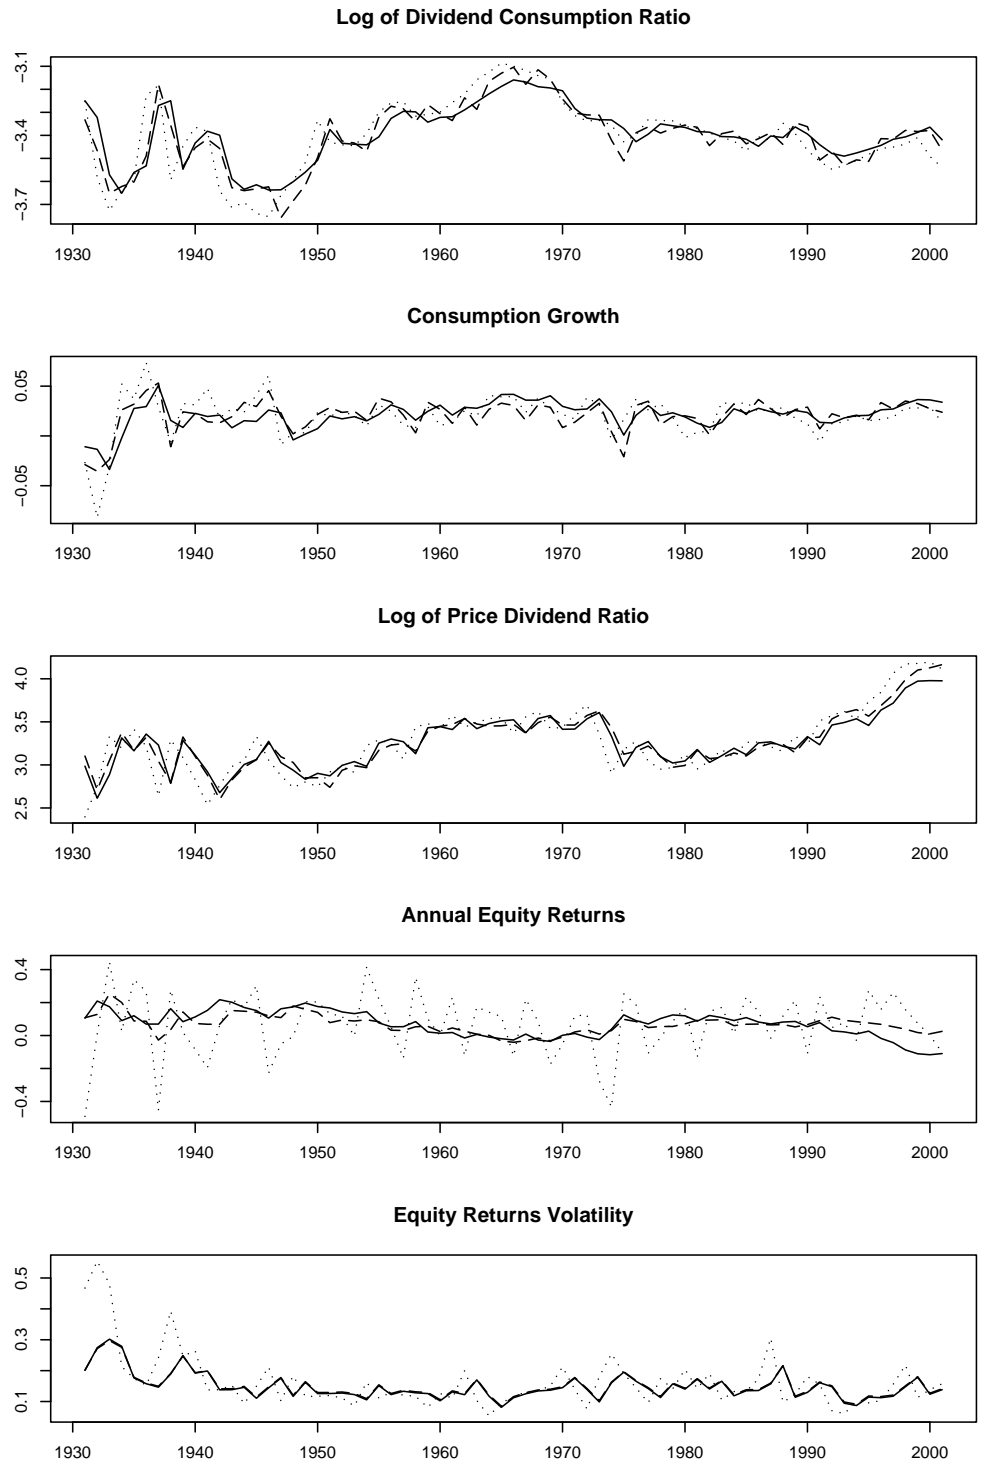 Log of Dividend Consumption Ratio
−3.1
−3.4
−3.7
1930 1940 1950 1960 1970 1980 1990 2000
Consumption Growth
0.05
−0.05
1930 1940 1950 1960 1970 1980 1990 2000
Log of Price Dividend Ratio
4.0
3.5
3.0
2.5
1930 1940 1950 1960 1970 1980 1990 2000
Annual Equity Returns
0.4
0.0
−0.4
1930 1940 1950 1960 1970 1980 1990 2000
Equity Returns Volatility
0.5
0.3
0.1
1930 1940 1950 1960 1970 1980 1990 2000